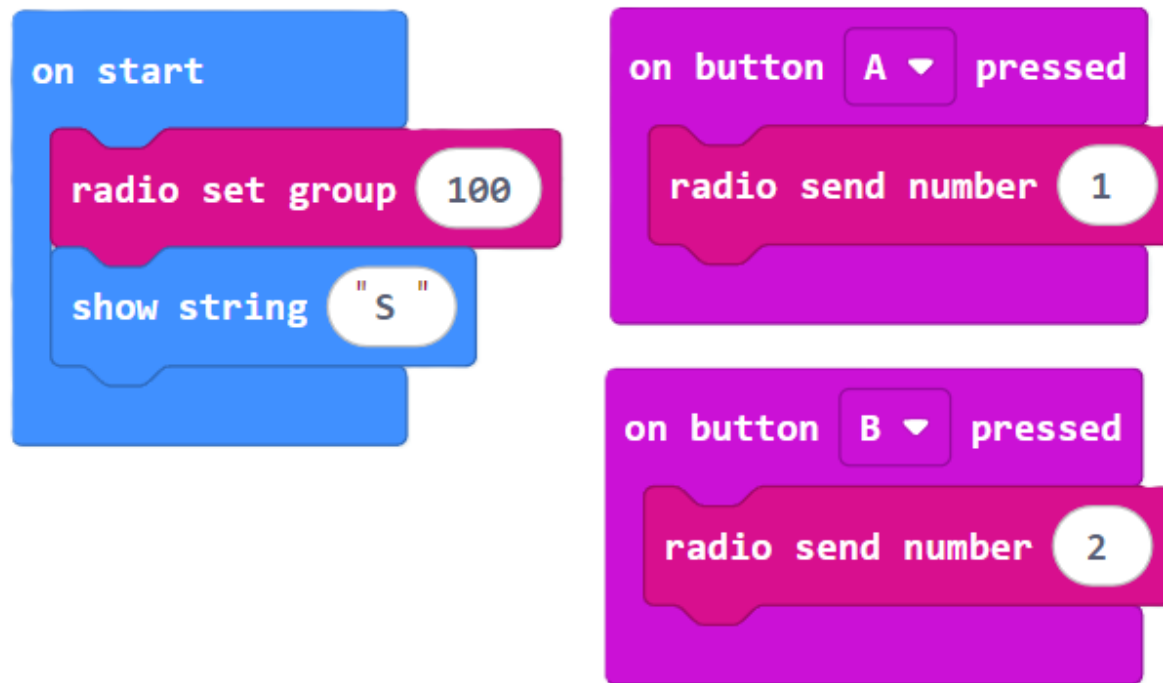 on start
radio set group 100
show string "S "
on button A pressed
radio send number 1
on button B pressed
radio send number 2